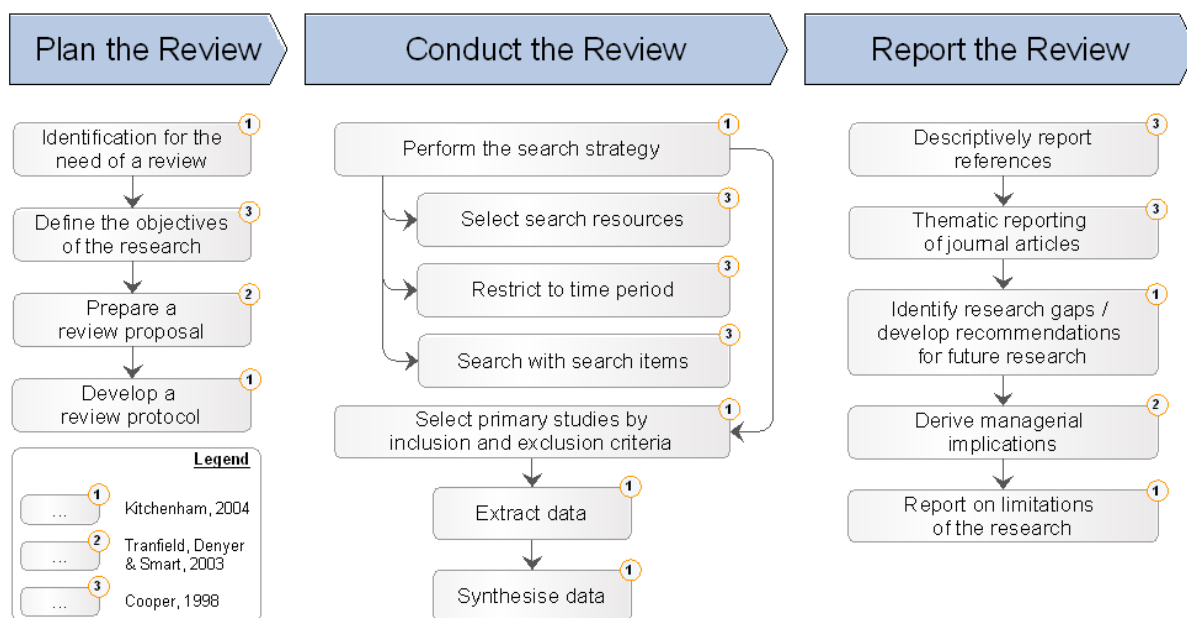 Plan the Review
Conduct the Review
Report the Review
1
Identification for the
need of a review
3
Define the objectives
of the research
2
Prepare a
review proposal
1
Develop a
review protocol
Legend
1
...
Kitchenham, 2004
2
...
Tranfield, Denyer
& Smart, 2003
3
...
Cooper, 1998
1
Perform the search strategy
3
Select search resources
3
Restrict to time period
3
Search with search items
1
Select primary studies by
inclusion and exclusion criteria
1
Extract data
1
Synthesise data
3
Descriptively report
references
3
Thematic reporting
of journal articles
1
Identify research gaps /
develop recommendations
for future research
2
Derive managerial
implications
1
Report on limitations
of the research